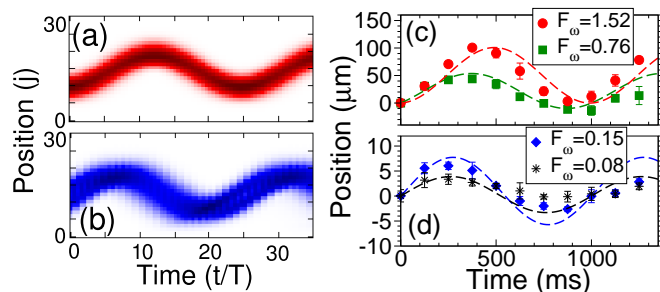 (a)
30
0
Position (j)
(b)
30
0
0 10 20 30
Time (t/T)
(c)
F_ω=1.52
F_ω=0.76
100
50
0
Position (μm)
F_ω=0.15
F_ω=0.08
10
5
0
-5
-10
(d)
0 500 1000
Time (ms)